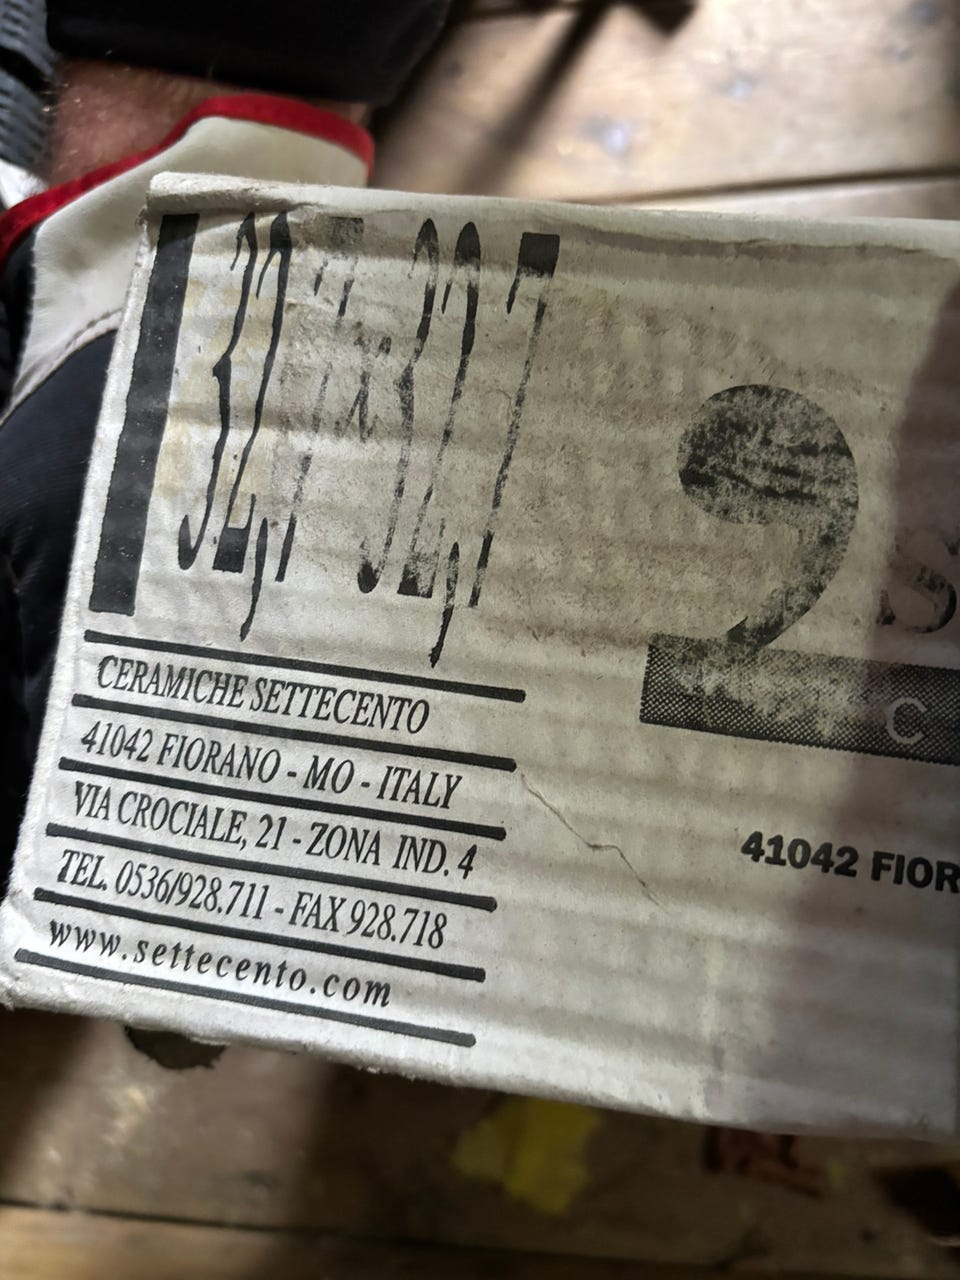 32,7x32,7
CERAMICHE SETTECENTO
41042 FIORANO - MO - ITALY
VIA CROCIALE, 21 - ZONA IND. 4
TEL. 0536/928.711 - FAX 928.718
www.settecento.com
S
C
41042 FIOR